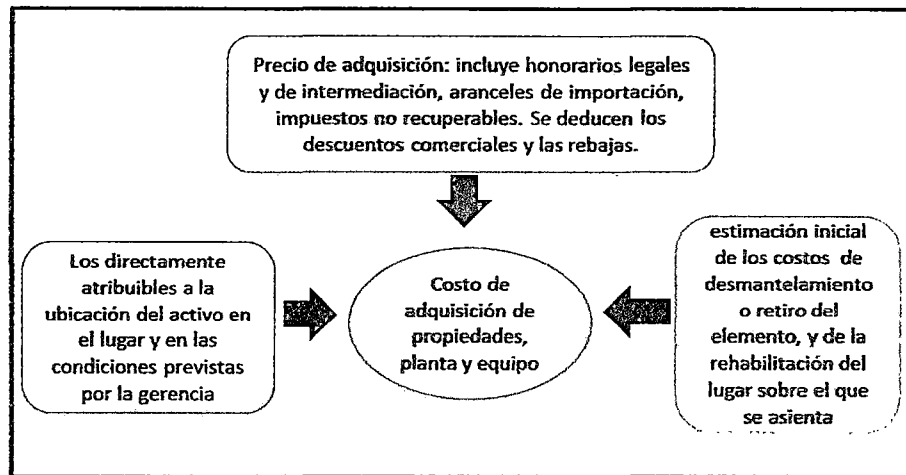 Precio de adquisición: incluye honorarios legales
y de intermediación, aranceles de importación,
impuestos no recuperables. Se deducen los
descuentos comerciales y las rebajas.
Los directamente
atribuibles a la
ubicación del activo en
el lugar y en las
condiciones previstas
por la gerencia
Costo de
adquisición de
propiedades,
planta y equipo
estimación inicial
de los costos de
desmantelamiento
o retiro del
elemento, y de la
rehabilitación del
lugar sobre el que
se asienta